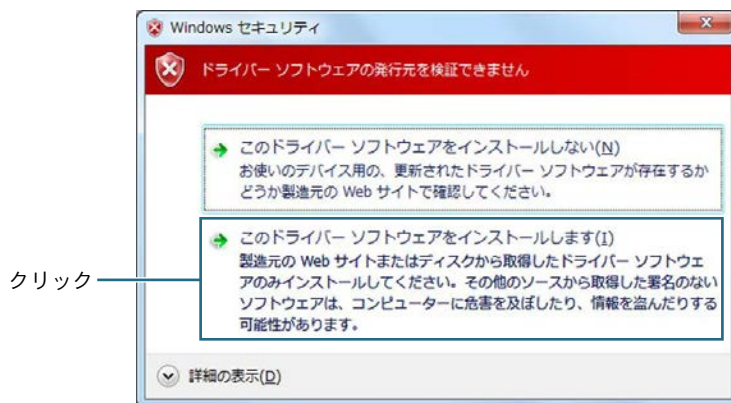 Windows セキュリティ
ドライバー ソフトウェアの発行元を検証できません
このドライバー ソフトウェアをインストールしない(N)
お使いのデバイス用の、更新されたドライバー ソフトウェアが存在するか
どうか製造元の Web サイトで確認してください。
クリック
このドライバー ソフトウェアをインストールします(I)
製造元の Web サイトまたはディスクから取得したドライバー ソフトウェ
アのみインストールしてください。その他のソースから取得した署名のない
ソフトウェアは、コンピューターに危害を及ぼしたり、情報を盗んだりする
可能性があります。
詳細の表示(D)